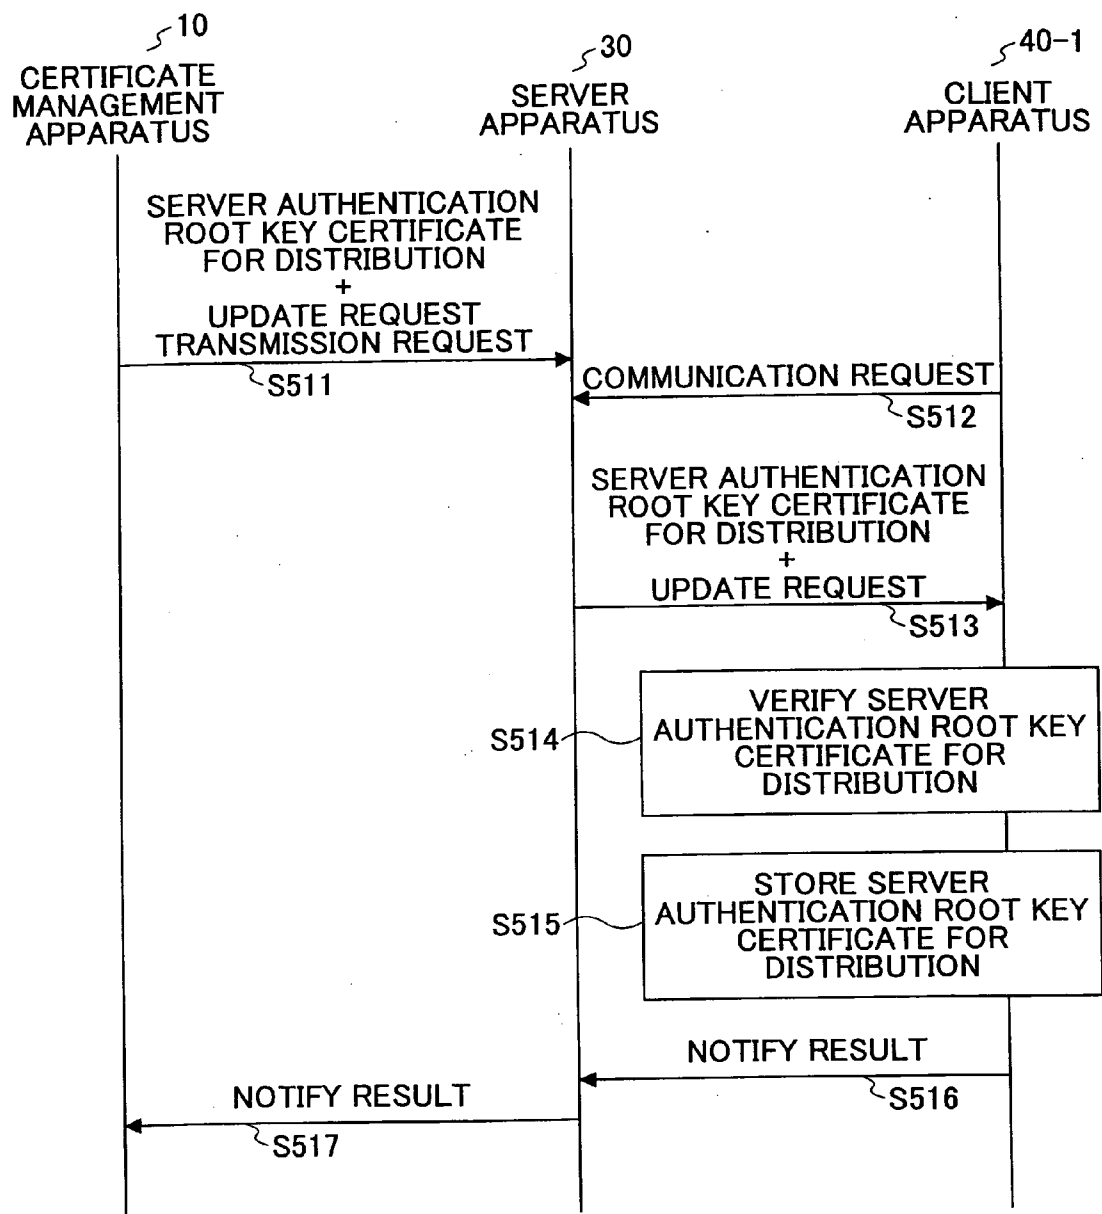 10
CERTIFICATE
MANAGEMENT
APPARATUS
30
SERVER
APPARATUS
40-1
CLIENT
APPARATUS
SERVER AUTHENTICATION
ROOT KEY CERTIFICATE
FOR DISTRIBUTION
+
UPDATE REQUEST
TRANSMISSION REQUEST
S511
COMMUNICATION REQUEST
S512
SERVER AUTHENTICATION
ROOT KEY CERTIFICATE
FOR DISTRIBUTION
+
UPDATE REQUEST
S513
S514
VERIFY SERVER
AUTHENTICATION ROOT KEY
CERTIFICATE FOR
DISTRIBUTION
S515
STORE SERVER
AUTHENTICATION ROOT KEY
CERTIFICATE FOR
DISTRIBUTION
NOTIFY RESULT
S516
NOTIFY RESULT
S517